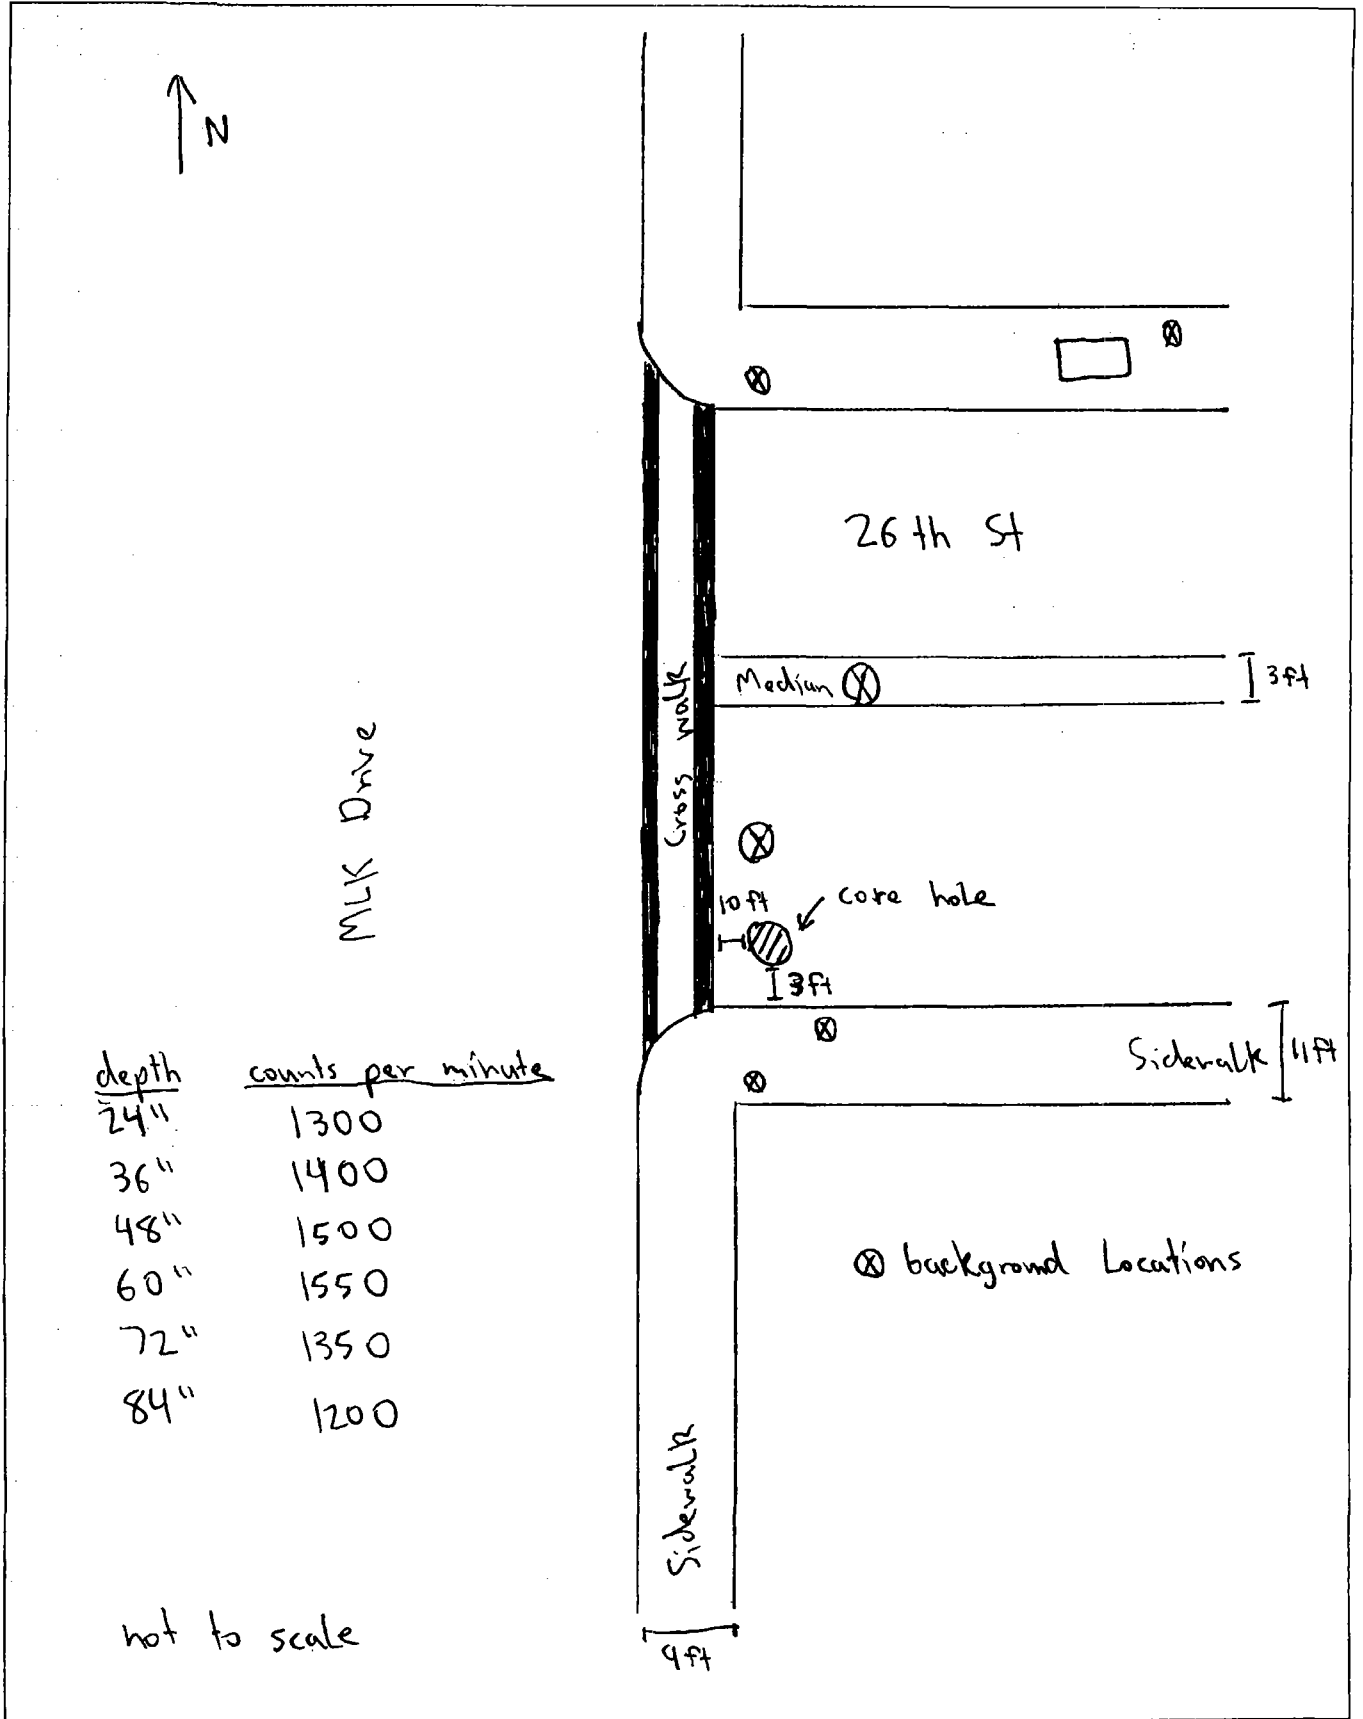 N
26th St
Median
3ft
Cross walk
MLK Drive
10ft
core hole
3ft
Sidewalk
11ft
depth counts per minute
24" 1300
36" 1400
48" 1500
60" 1550
72" 1350
84" 1200
background Locations
Sidewalk
not to scale